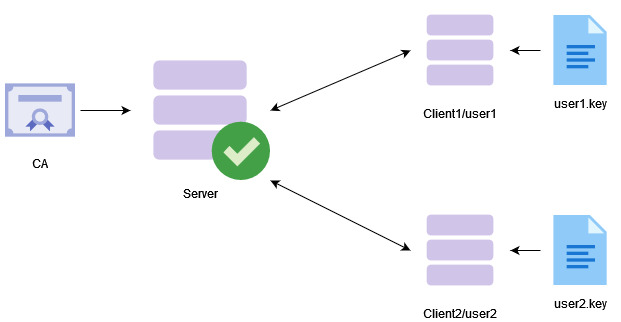 CA
Server
Client1/user1
user1.key
Client2/user2
user2.key